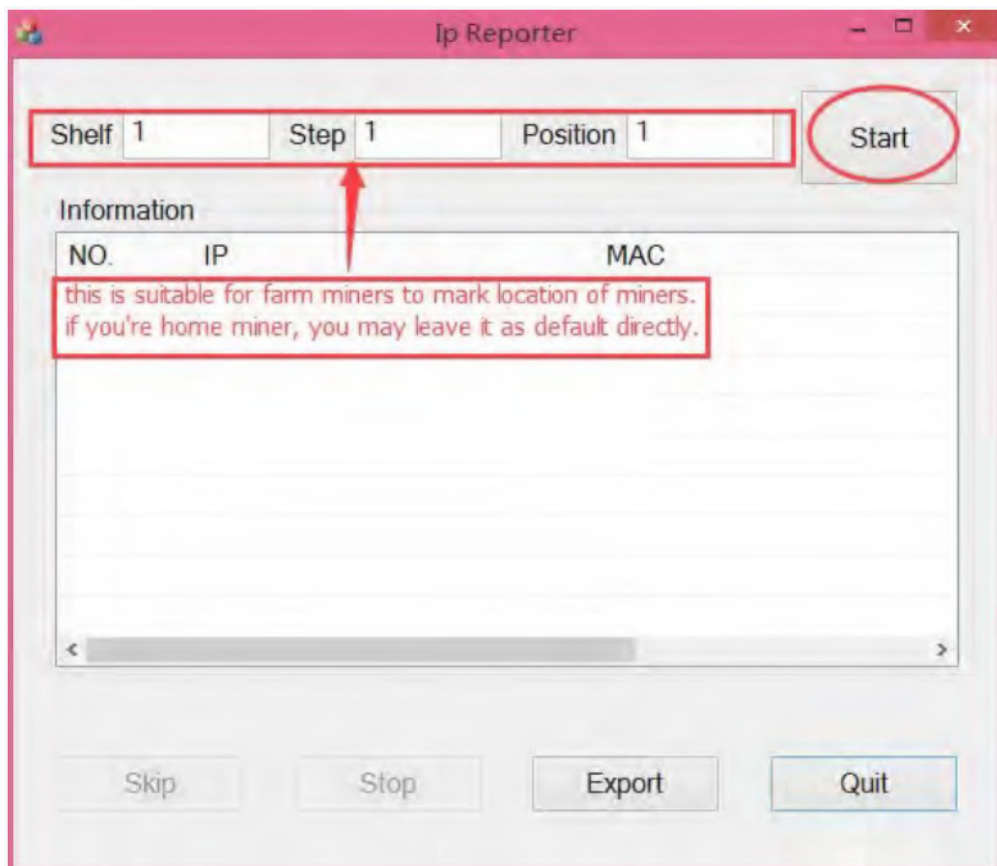 Ip Reporter
Shelf 1 Step 1 Position 1 Start
Information
NO. IP MAC
this is suitable for farm miners to mark location of miners.
if you're home miner, you may leave it as default directly.
Skip Stop Export Quit